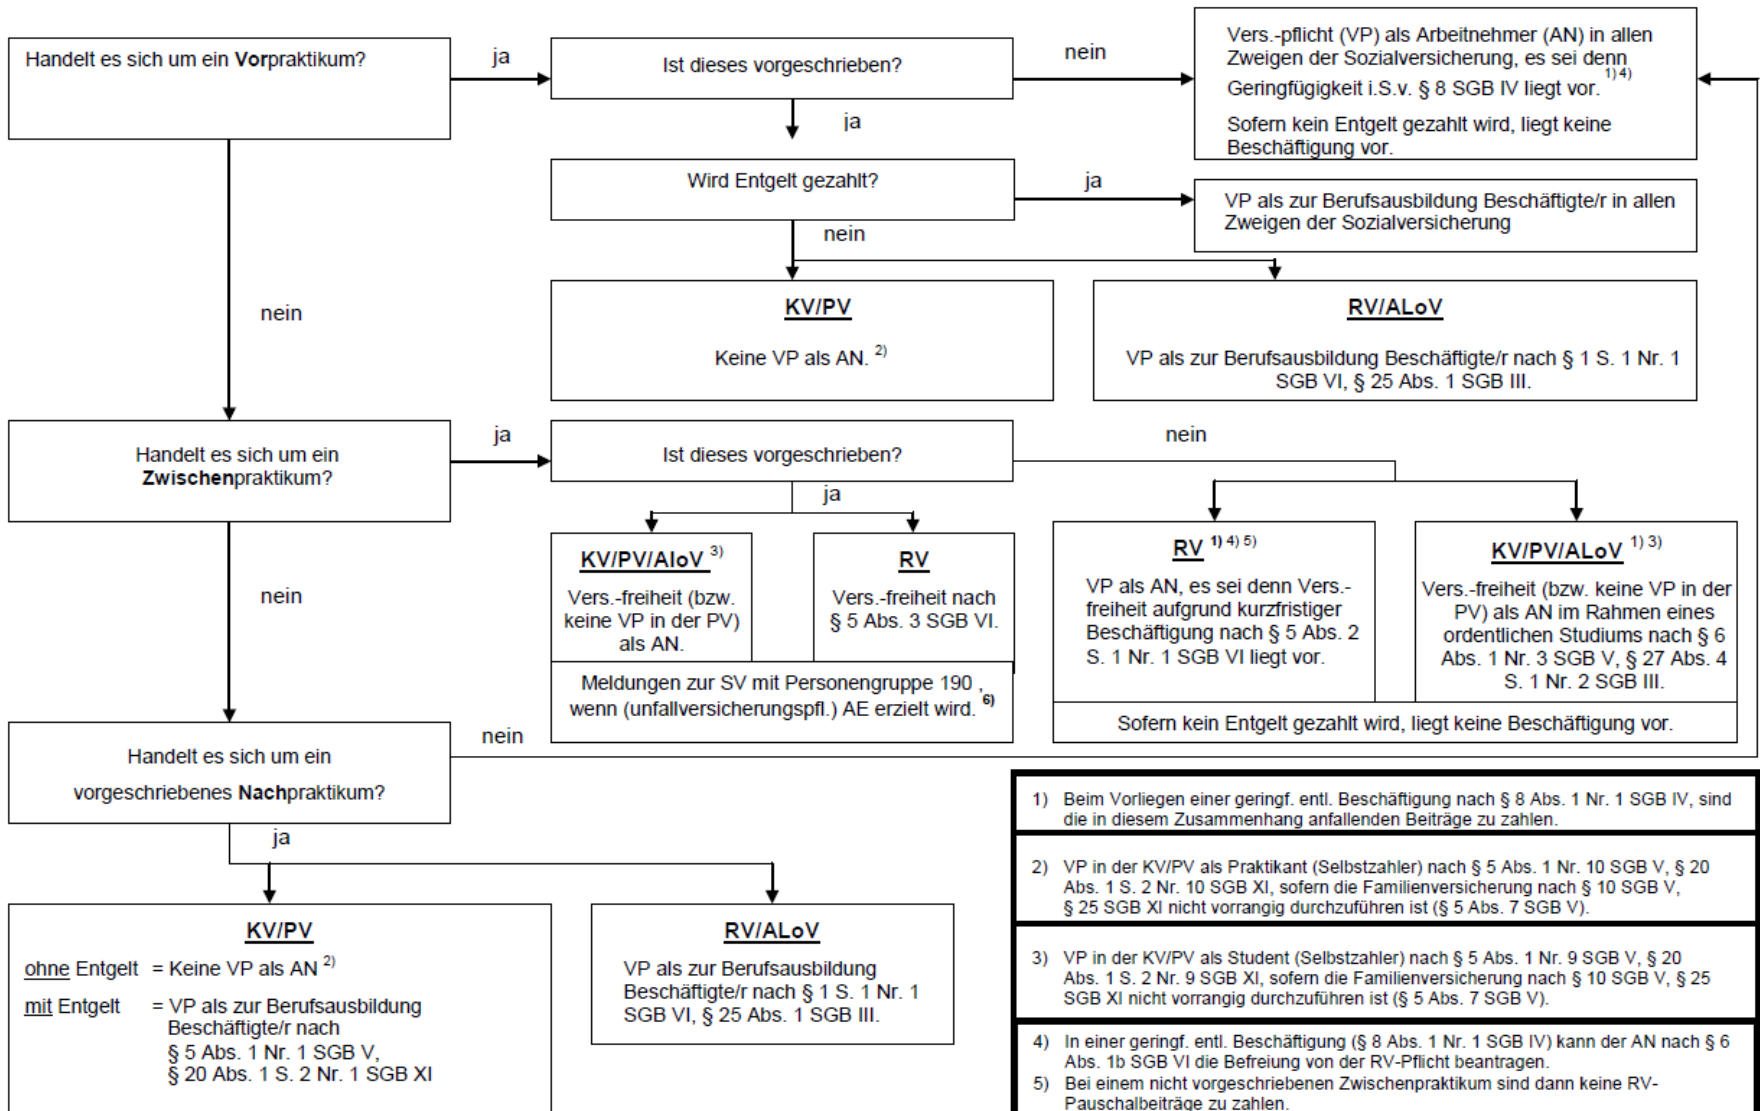 Handelt es sich um ein Vorpraktikum?
ja
Ist dieses vorgeschrieben?
nein
Vers.-pflicht (VP) als Arbeitnehmer (AN) in allen
Zweigen der Sozialversicherung, es sei denn
Geringfügigkeit i.S.v. § 8 SGB IV liegt vor. 1) 4)
Sofern kein Entgelt gezahlt wird, liegt keine
Beschäftigung vor.
ja
Wird Entgelt gezahlt?
ja
VP als zur Berufsausbildung Beschäftigte/r in allen
Zweigen der Sozialversicherung
nein
nein
KV/PV
Keine VP als AN. 2)
RV/ALoV
VP als zur Berufsausbildung Beschäftigte/r nach § 1 S. 1 Nr. 1
SGB VI, § 25 Abs. 1 SGB III.
Handelt es sich um ein
Zwischenpraktikum?
ja
Ist dieses vorgeschrieben?
nein
ja
KV/PV/AloV 3)
Vers.-freiheit (bzw.
keine VP in der PV)
als AN.
RV
Vers.-freiheit nach
§ 5 Abs. 3 SGB VI.
Meldungen zur SV mit Personengruppe 190 ,
wenn (unfallversicherungspfl.) AE erzielt wird. 6)
RV 1) 4) 5)
VP als AN, es sei denn Vers.-
freiheit aufgrund kurzfristiger
Beschäftigung nach § 5 Abs. 2
S. 1 Nr. 1 SGB VI liegt vor.
KV/PV/ALoV 1) 3)
Vers.-freiheit (bzw. keine VP in der
PV) als AN im Rahmen eines
ordentlichen Studiums nach § 6
Abs. 1 Nr. 3 SGB V, § 27 Abs. 4
S. 1 Nr. 2 SGB III.
Sofern kein Entgelt gezahlt wird, liegt keine Beschäftigung vor.
nein
Handelt es sich um ein
vorgeschriebenes Nachpraktikum?
nein
ja
KV/PV
ohne Entgelt = Keine VP als AN 2)
mit Entgelt = VP als zur Berufsausbildung
Beschäftigte/r nach
§ 5 Abs. 1 Nr. 1 SGB V,
§ 20 Abs. 1 S. 2 Nr. 1 SGB XI
RV/ALoV
VP als zur Berufsausbildung
Beschäftigte/r nach § 1 S. 1 Nr. 1
SGB VI, § 25 Abs. 1 SGB III.
1) Beim Vorliegen einer geringf. entl. Beschäftigung nach § 8 Abs. 1 Nr. 1 SGB IV, sind
die in diesem Zusammenhang anfallenden Beiträge zu zahlen.
2) VP in der KV/PV als Praktikant (Selbstzahler) nach § 5 Abs. 1 Nr. 10 SGB V, § 20
Abs. 1 S. 2 Nr. 10 SGB XI, sofern die Familienversicherung nach § 10 SGB V,
§ 25 SGB XI nicht vorrangig durchzuführen ist (§ 5 Abs. 7 SGB V).
3) VP in der KV/PV als Student (Selbstzahler) nach § 5 Abs. 1 Nr. 9 SGB V, § 20
Abs. 1 S. 2 Nr. 9 SGB XI, sofern die Familienversicherung nach § 10 SGB V, § 25
SGB XI nicht vorrangig durchzuführen ist (§ 5 Abs. 7 SGB V).
4) In einer geringf. entl. Beschäftigung (§ 8 Abs. 1 Nr. 1 SGB IV) kann der AN nach § 6
Abs. 1b SGB VI die Befreiung von der RV-Pflicht beantragen.
5) Bei einem nicht vorgeschriebenen Zwischenpraktikum sind dann keine RV-
Pauschalbeiträge zu zahlen.